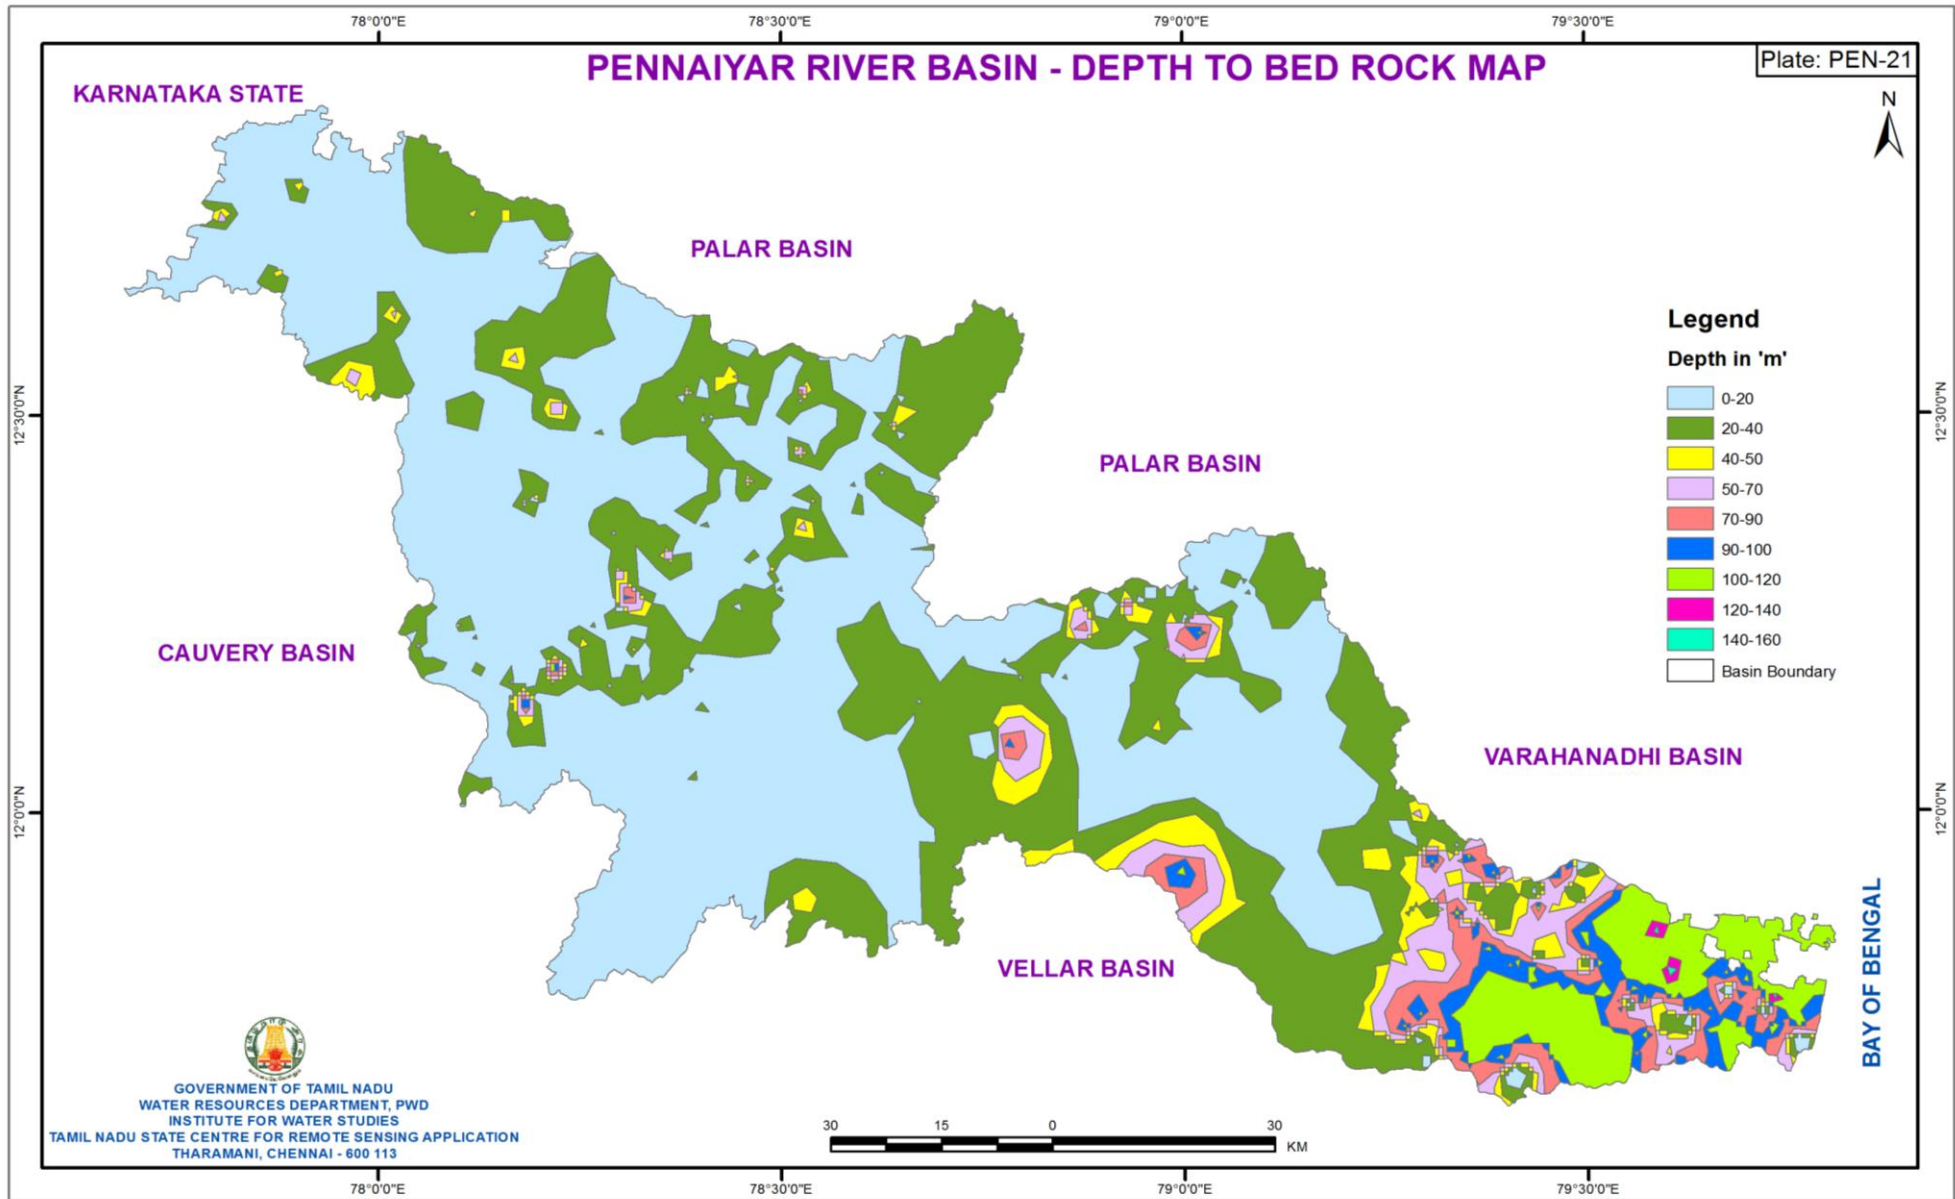 78°0'0"E
78°30'0"E
79°0'0"E
79°30'0"E
PENNAIYAR RIVER BASIN - DEPTH TO BED ROCK MAP
Plate: PEN-21
KARNATAKA STATE
N
PALAR BASIN
Legend
Depth in 'm'
0-20
20-40
40-50
50-70
70-90
90-100
100-120
120-140
140-160
Basin Boundary
12°30'0"N
12°30'0"N
PALAR BASIN
CAUVERY BASIN
VARAHANADHI BASIN
12°0'0"N
12°0'0"N
VELLAR BASIN
BAY OF BENGAL
GOVERNMENT OF TAMIL NADU
WATER RESOURCES DEPARTMENT, PWD
INSTITUTE FOR WATER STUDIES
TAMIL NADU STATE CENTRE FOR REMOTE SENSING APPLICATION
THARAMANI, CHENNAI - 600 113
30 15 0 30
KM
78°0'0"E
78°30'0"E
79°0'0"E
79°30'0"E